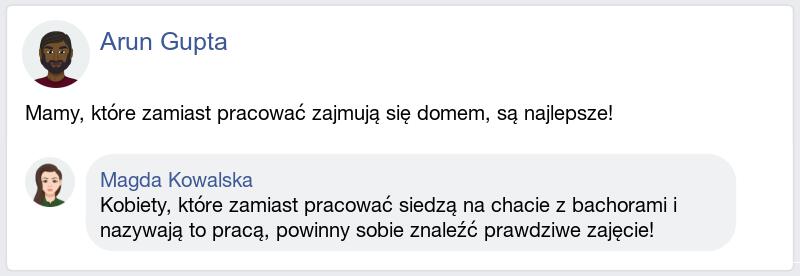 Arun Gupta
Mamy, które zamiast pracować zajmują się domem, są najlepsze!
Magda Kowalska
Kobiety, które zamiast pracować siedzą na chacie z bachorami i
nazywają to pracą, powinny sobie znaleźć prawdziwe zajęcie!